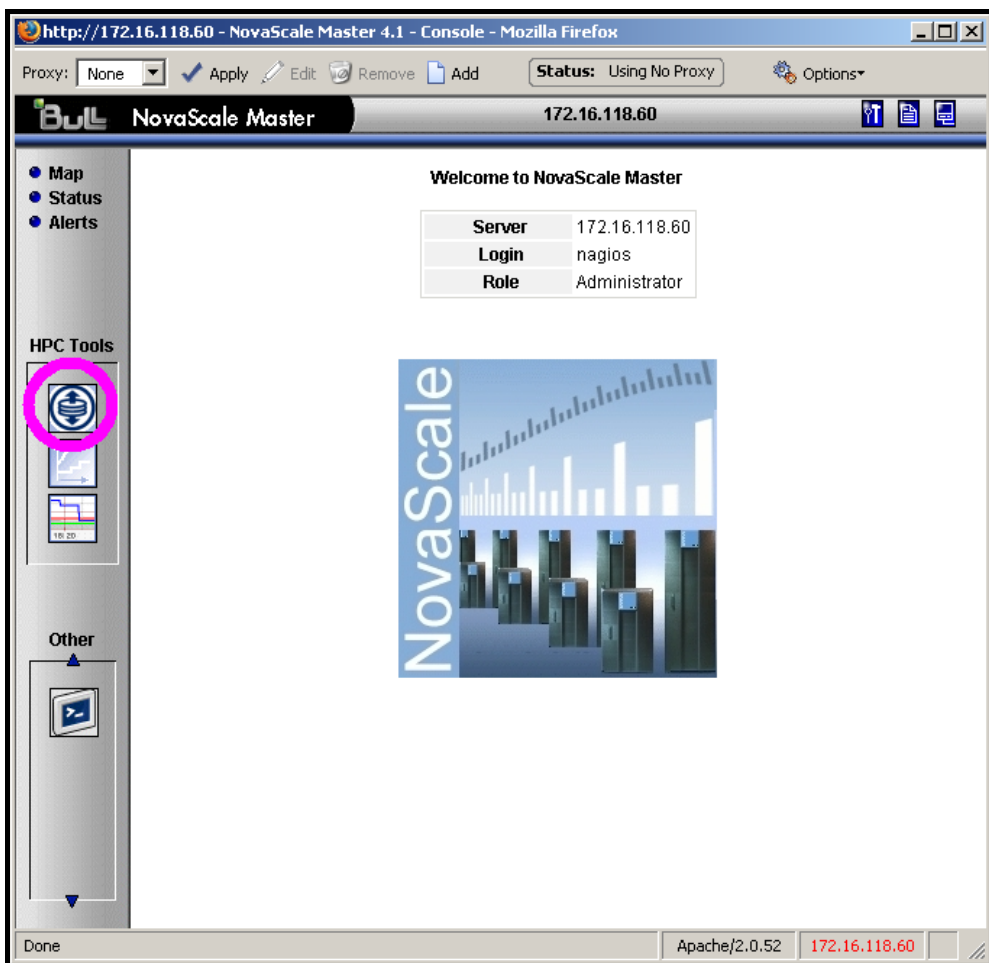 http://172.16.118.60 - NovaScale Master 4.1 - Console - Mozilla Firefox
Proxy: None Apply Edit Remove Add Status: Using No Proxy Options
Bull NovaScale Master 172.16.118.60
Map
Status
Alerts
Welcome to NovaScale Master
Server 172.16.118.60
Login nagios
Role Administrator
HPC Tools
NovaScale
18:20
Other
>-
Done Apache/2.0.52 172.16.118.60